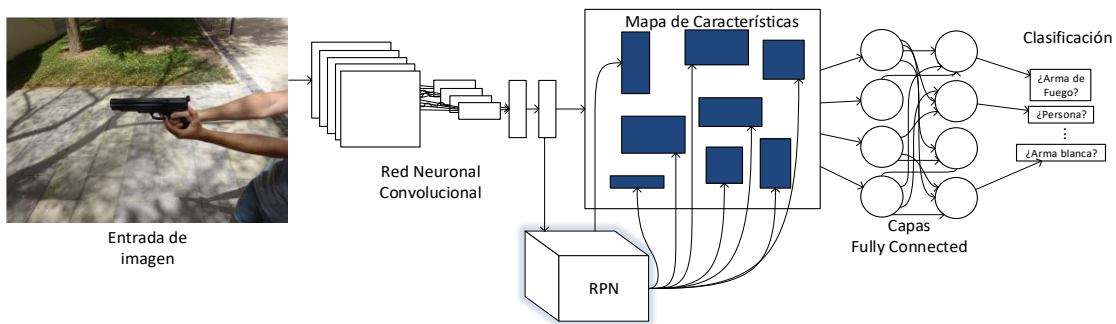 Entrada de
imagen
Red Neuronal
Convolucional
Mapa de Características
RPN
Capas
Fully Connected
Clasificación
¿Arma de
Fuego?
¿Persona?
⋮
¿Arma blanca?